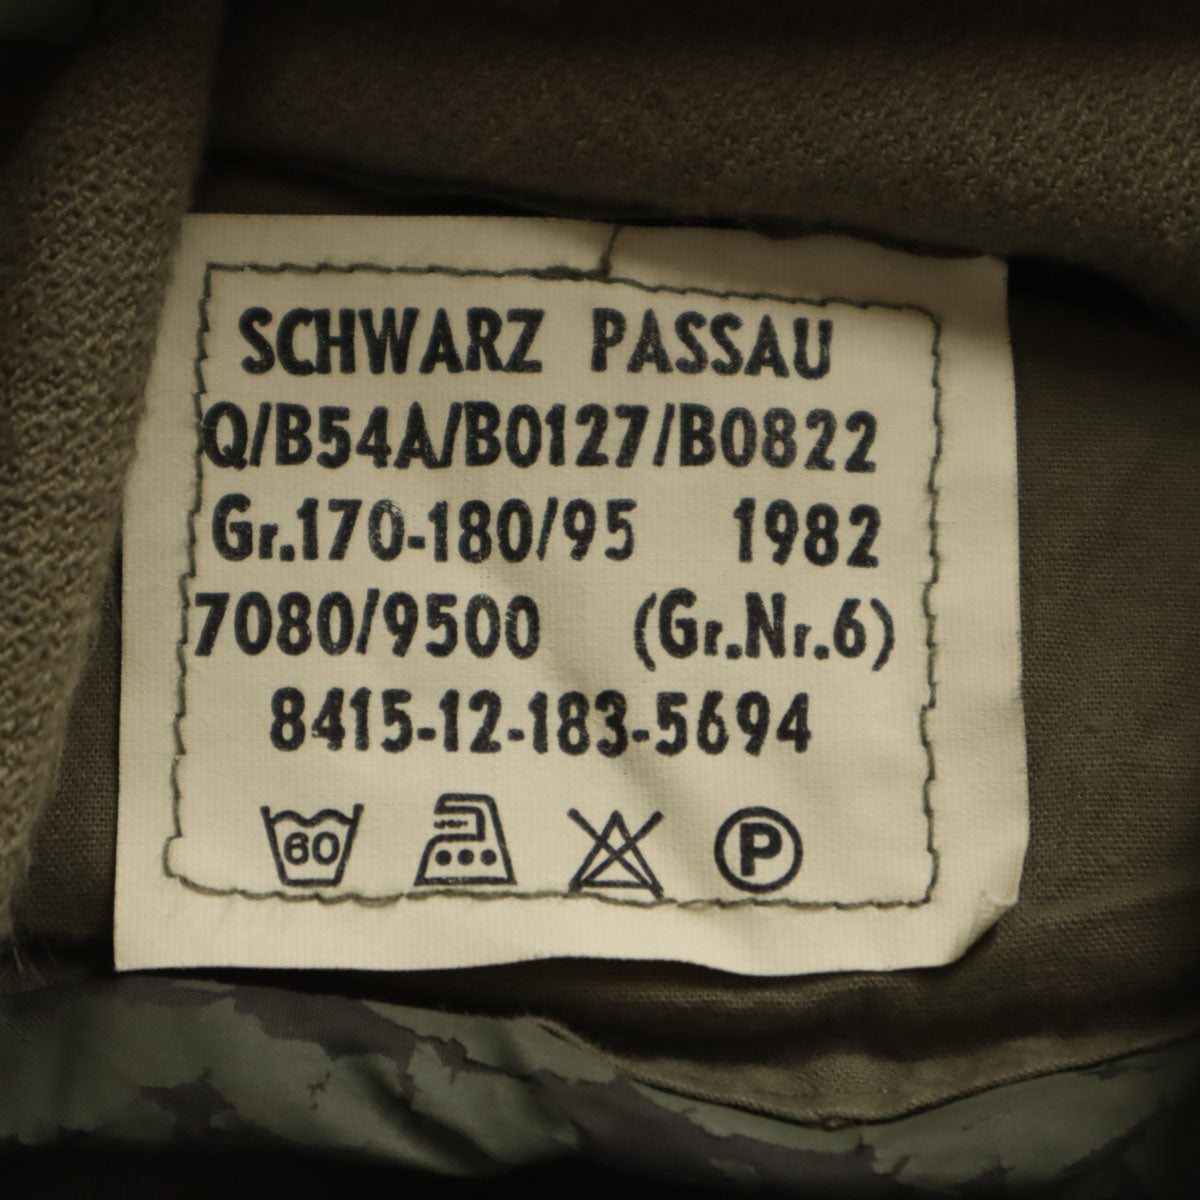 SCHWARZ PASSAU
Q/B54A/B0127/B0822
Gr.170-180/95 1982
7080/9500 (Gr.Nr.6)
8415-12-183-5694
60 P